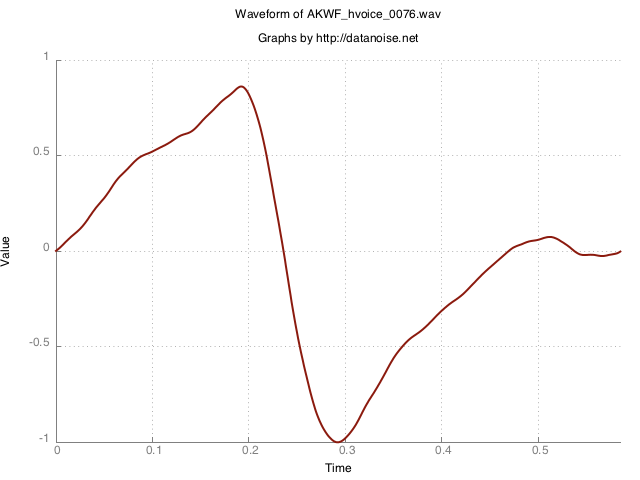 Waveform of AKWF_hvoice_0076.wav
Graphs by http://datanoise.net
1
0.5
0
-0.5
-1
Value
0 0.1 0.2 0.3 0.4 0.5
Time